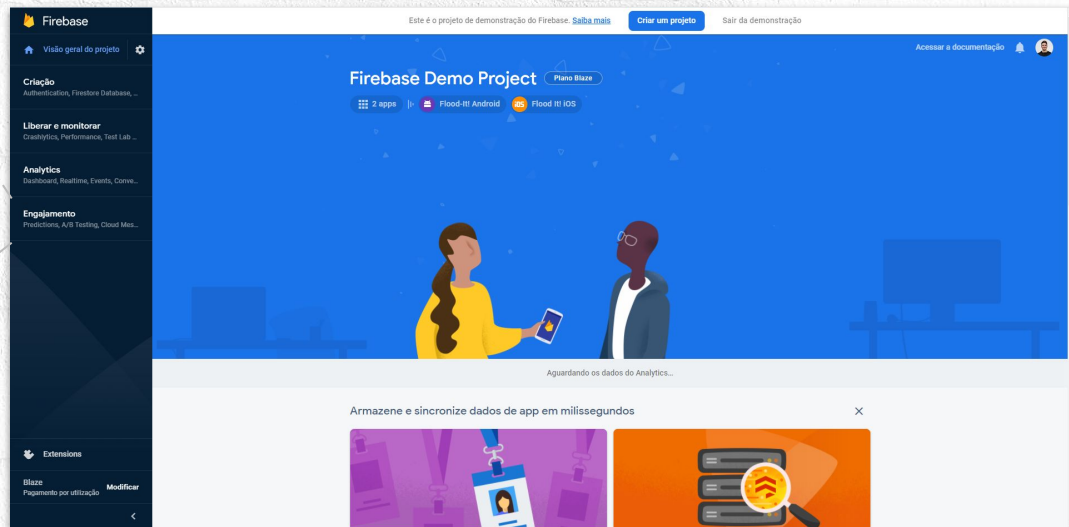 Firebase
Este é o projeto de demonstração do Firebase. Saiba mais
Criar um projeto
Sair da demonstração
Visão geral do projeto
Acessar a documentação
Criação
Authentication, Firestore Database, ...
Liberar e monitorar
Crashlytics, Performance, Test Lab ...
Analytics
Dashboard, Realtime, Events, Conve...
Engajamento
Predictions, A/B Testing, Cloud Mes...
Firebase Demo Project
Plano Blaze
2 apps
Flood-It! Android
iOS
Flood It! iOS
Aguardando os dados do Analytics...
Armazene e sincronize dados de app em milissegundos
Extensions
Blaze
Pagamento por utilização
Modificar